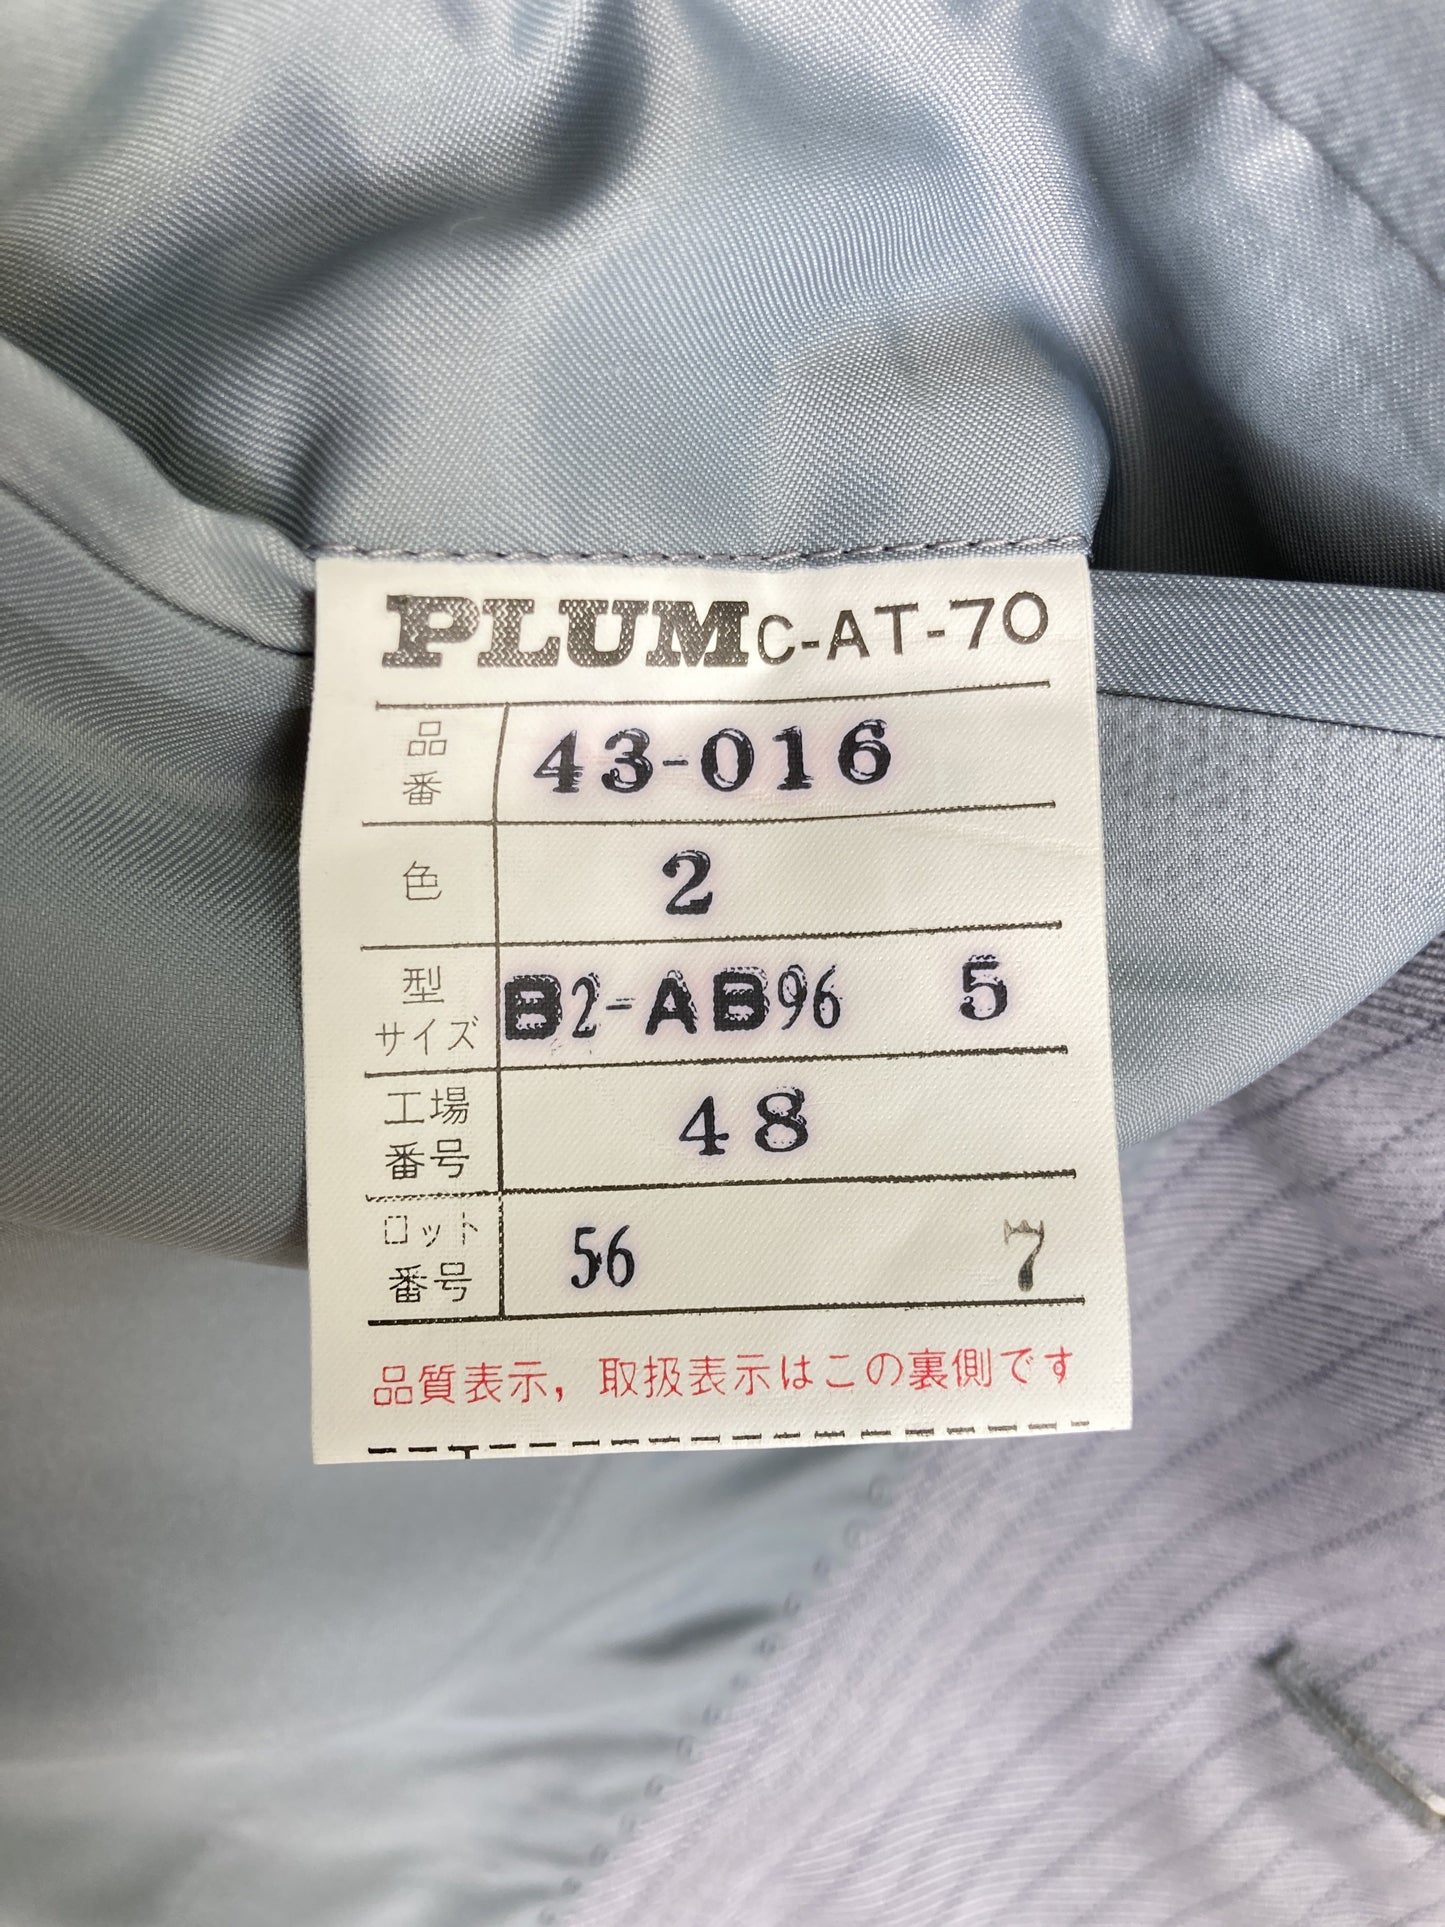 PLUM C-AT-70
品番 43-016
色 2
型サイズ B2-AB96 5
工場番号 48
ロット番号 56 7
品質表示，取扱表示はこの裏側です